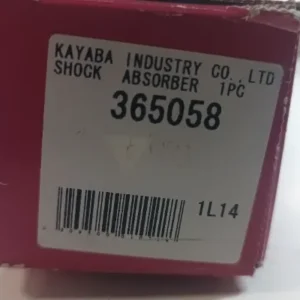 KAYABA INDUSTRY CO.,LTD
SHOCK ABSORBER 1PC
365058
1L14